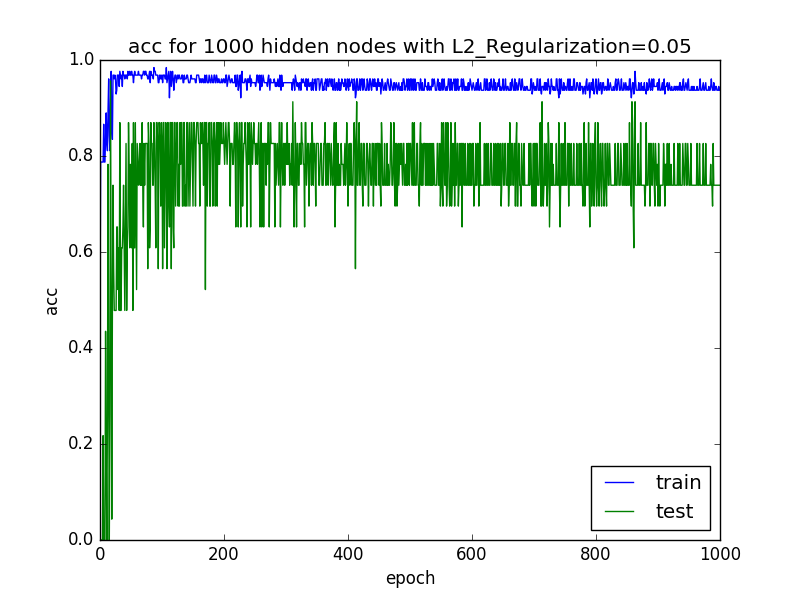 acc for 1000 hidden nodes with L2_Regularization=0.05
1.0
0.8
0.6
acc
0.4
0.2
0.0
train
test
0 200 400 600 800 1000
epoch